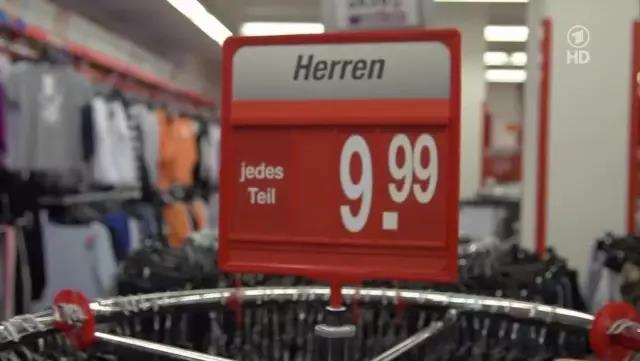 Herren
jedes
Teil
9.99
HD